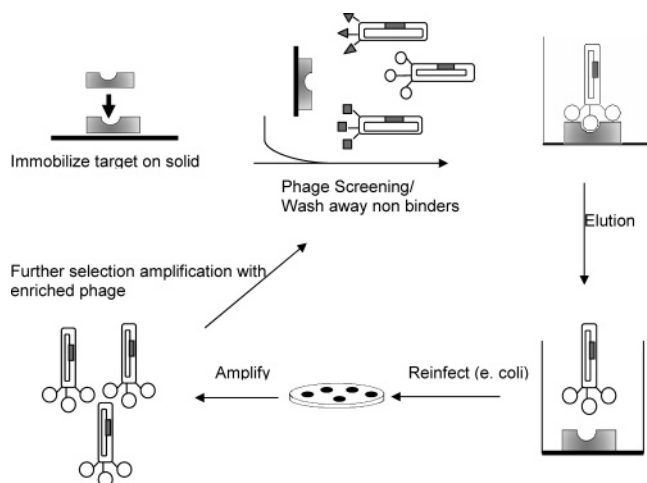 Immobilize target on solid
Phage Screening/
Wash away non binders
Elution
Further selection amplification with
enriched phage
Amplify
Reinfect (e. coli)